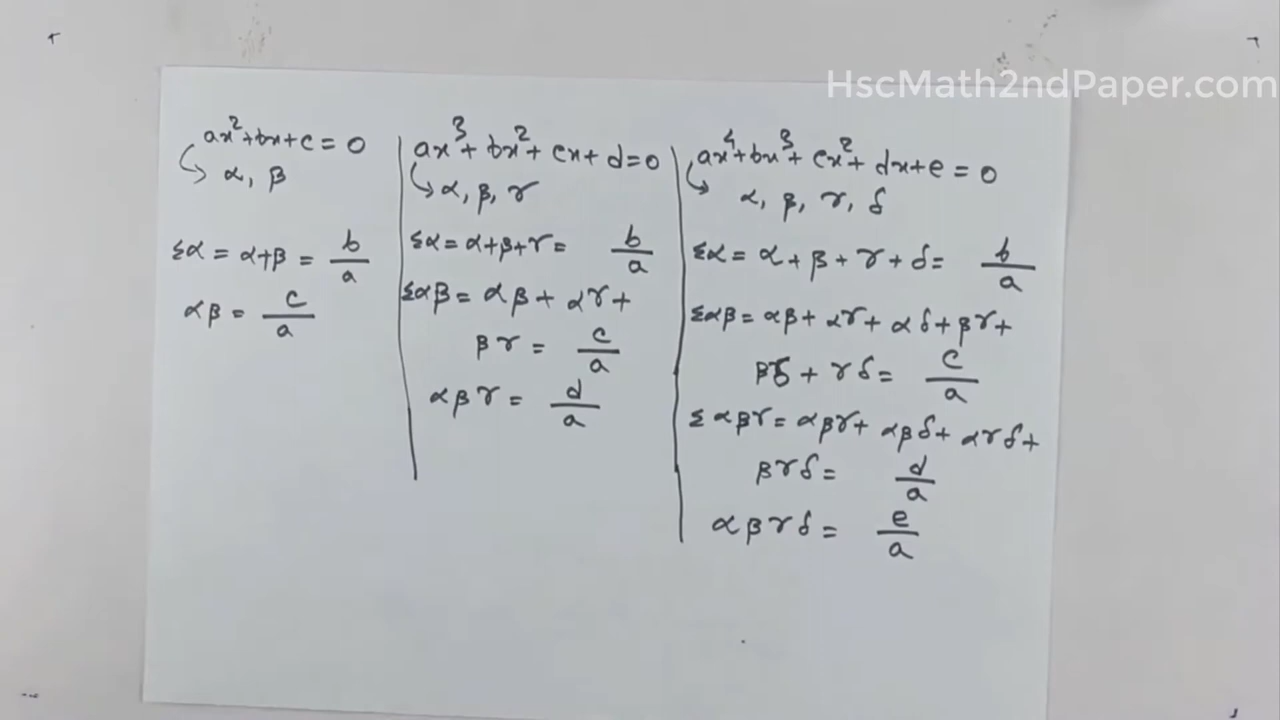 HscMath2ndPaper.com
ax²+bx+c = 0
α, β
Σα = α+β = b/a
αβ = c/a
ax³+ bx²+ cx+ d=0
α, β, γ
Σα = α+β+γ = b/a
Σαβ = αβ + αγ +
βγ = c/a
αβγ = d/a
ax⁴+bx³+ cx²+ dx+e = 0
α, β, γ, δ
Σα = α + β + γ + δ = b/a
Σαβ = αβ + αγ + αδ + βγ +
βδ + γδ = c/a
Σαβγ = αβγ + αβδ + αγδ +
βγδ = d/a
αβγδ = e/a